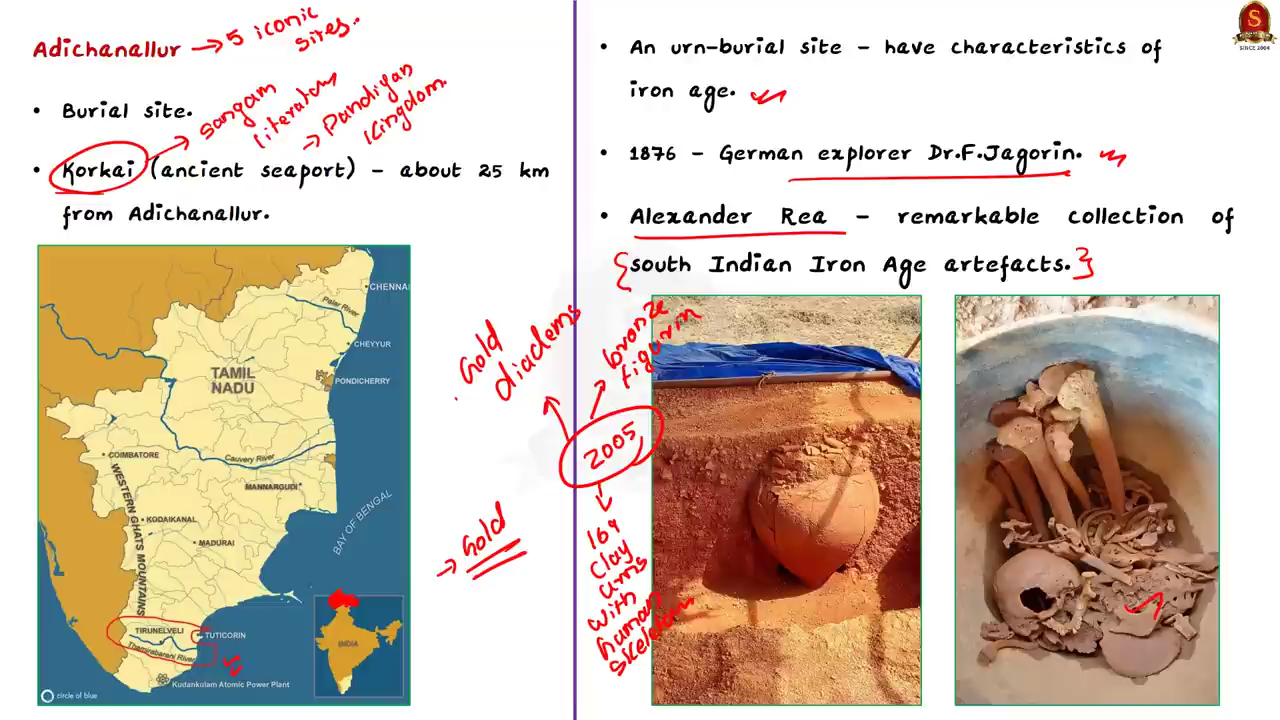 Adichanallur → 5 iconic
sites.
• Burial site.
→ sangam
literature
→ Pandiyan
Kingdom.
• Korkai (ancient seaport) - about 25 km
from Adichanallur.
CHENNAI
Palar River
CHEYYUR
TAMIL
NADU
PONDICHERRY
COIMBATORE
Cauvery River
MANNARGUDI
WESTERN GHATS MOUNTAINS
KODAIKANAL
MADURAI
BAY OF BENGAL
TIRUNELVELI
TUTICORIN
Thamirabarani River
Kudankulam Atomic Power Plant
INDIA
circle of blue
• An urn-burial site - have characteristics of
iron age.
• 1876 - German explorer Dr.F.Jagorin.
• Alexander Rea - remarkable collection of
{south Indian Iron Age artefacts.}
Gold
diadems
bronze
figurin
2005
→ Gold
169
clay
urns
with
human
skeleton
S
SINCE 2004